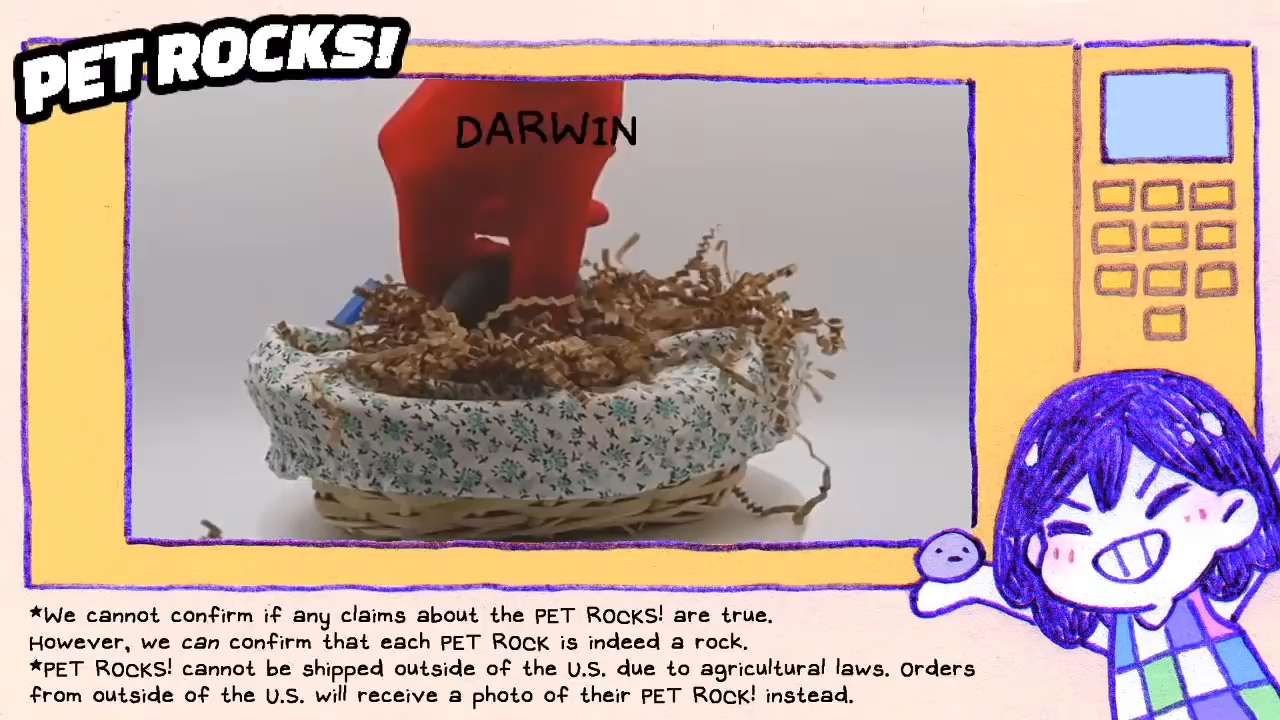 PET ROCKS!
DARWIN
★We cannot confirm if any claims about the PET ROCKS! are true.
However, we can confirm that each PET ROCK is indeed a rock.
★PET ROCKS! cannot be shipped outside of the U.S. due to agricultural laws. Orders
from outside of the U.S. will receive a photo of their PET ROCK! instead.